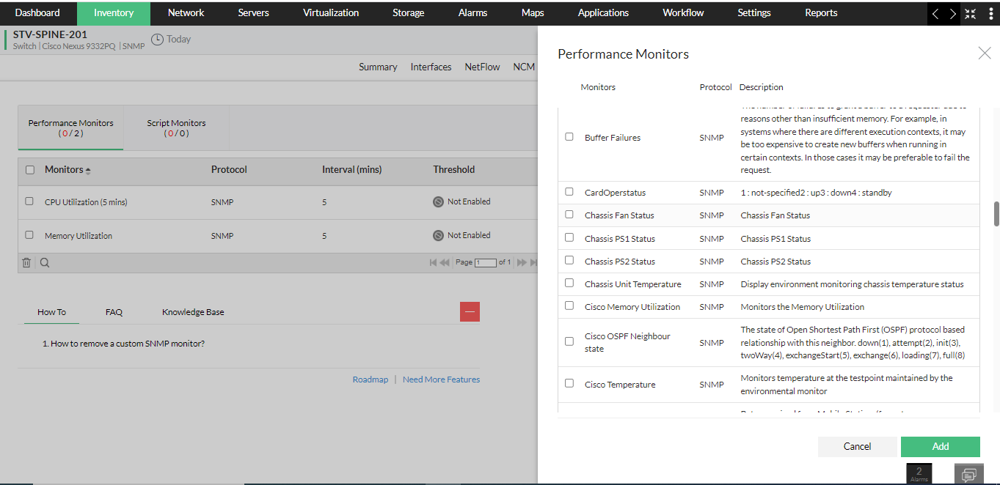 Dashboard Inventory Network Servers Virtualization Storage Alarms Maps Applications Workflow Settings Reports
STV-SPINE-201
Switch | Cisco Nexus 9332PQ | SNMP
Today
Summary Interfaces NetFlow NCM
Performance Monitors
( 0 / 2 )
Script Monitors
( 0 / 0 )
Monitors Protocol Interval (mins) Threshold
CPU Utilization (5 mins) SNMP 5 Not Enabled
Memory Utilization SNMP 5 Not Enabled
Page 1 of 1
How To FAQ Knowledge Base
1. How to remove a custom SNMP monitor?
Roadmap | Need More Features
Performance Monitors
Monitors Protocol Description
reasons other than insufficient memory. For example, in
systems where there are different execution contexts, it may
Buffer Failures SNMP be too expensive to create new buffers when running in
certain contexts. In those cases it may be preferable to fail the
request.
CardOperstatus SNMP 1 : not-specified2 : up3 : down4 : standby
Chassis Fan Status SNMP Chassis Fan Status
Chassis PS1 Status SNMP Chassis PS1 Status
Chassis PS2 Status SNMP Chassis PS2 Status
Chassis Unit Temperature SNMP Display environment monitoring chassis temperature status
Cisco Memory Utilization SNMP Monitors the Memory Utilization
Cisco OSPF Neighbour
state
SNMP
The state of Open Shortest Path First (OSPF) protocol based
relationship with this neighbor. down(1), attempt(2), init(3),
twoWay(4), exchangeStart(5), exchange(6), loading(7), full(8)
Cisco Temperature SNMP
Monitors temperature at the testpoint maintained by the
environmental monitor
Cancel Add
2
Alarms